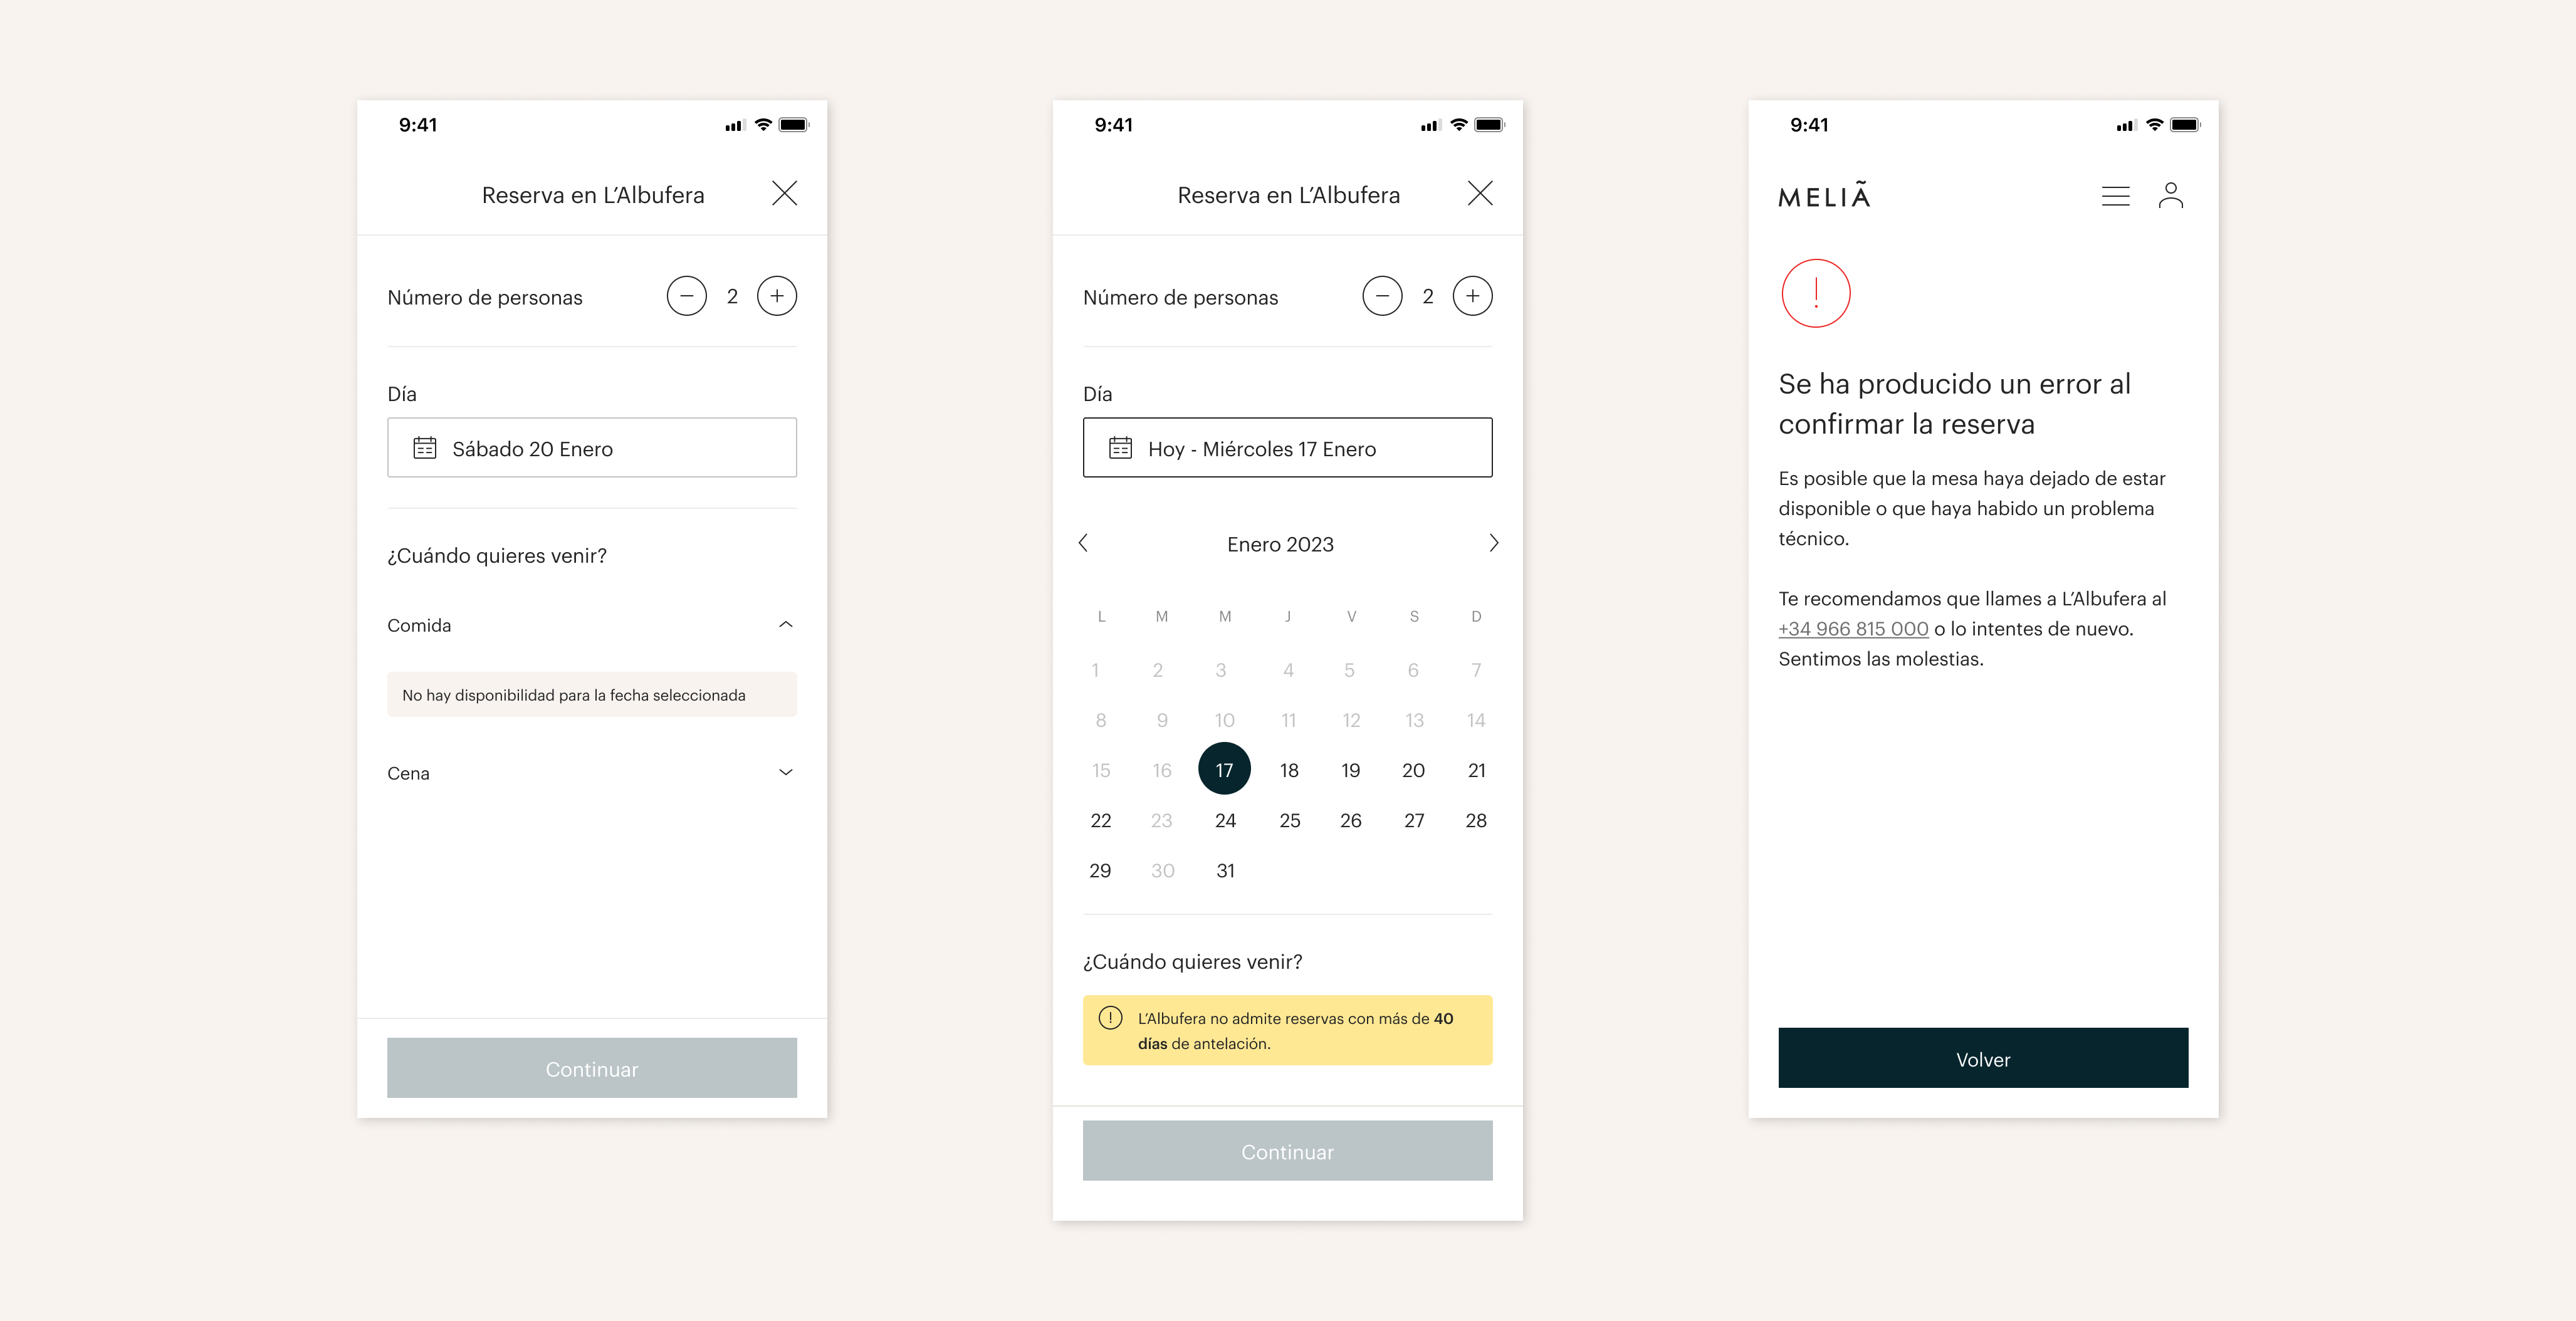 9:41
Reserva en L’Albufera
Número de personas
2
Día
Sábado 20 Enero
¿Cuándo quieres venir?
Comida
No hay disponibilidad para la fecha seleccionada
Cena
Continuar
9:41
Reserva en L’Albufera
Número de personas
2
Día
Hoy - Miércoles 17 Enero
Enero 2023
L M M J V S D
1 2 3 4 5 6 7
8 9 10 11 12 13 14
15 16 17 18 19 20 21
22 23 24 25 26 27 28
29 30 31
¿Cuándo quieres venir?
L’Albufera no admite reservas con más de 40
días de antelación.
Continuar
9:41
MELIÃ
Se ha producido un error al
confirmar la reserva
Es posible que la mesa haya dejado de estar
disponible o que haya habido un problema
técnico.
Te recomendamos que llames a L’Albufera al
+34 966 815 000 o lo intentes de nuevo.
Sentimos las molestias.
Volver